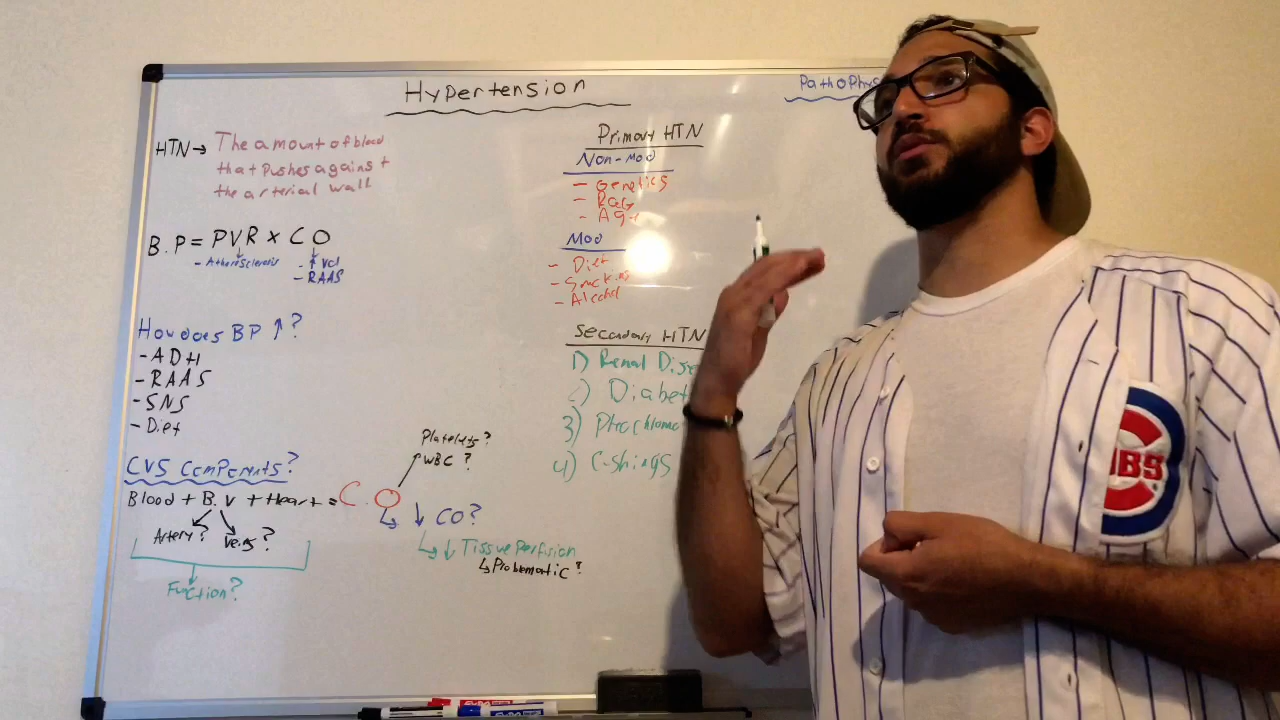 Hypertension
PathoPhys
HTN → The amount of blood
that pushes against
the arterial wall
B.P = PVR x CO
- Atherosclerosis
- ↑ Vol
- RAAS
How does BP ↑?
- ADH
- RAAS
- SNS
- Diet
CVS Components?
Blood + B.V + Heart = C.O
Artery? Veins?
Function?
Platelets?
WBC?
↓ CO?
↓ Tissue Perfusion
↳ Problematic?
Primary HTN
Non-Mod
- Genetics
- Race
- Age
Mod
- Diet
- Smoking
- Alcohol
Secondary HTN
1) Renal Dise
2) Diabet
3) Pheochromo
4) Cushings
UBS